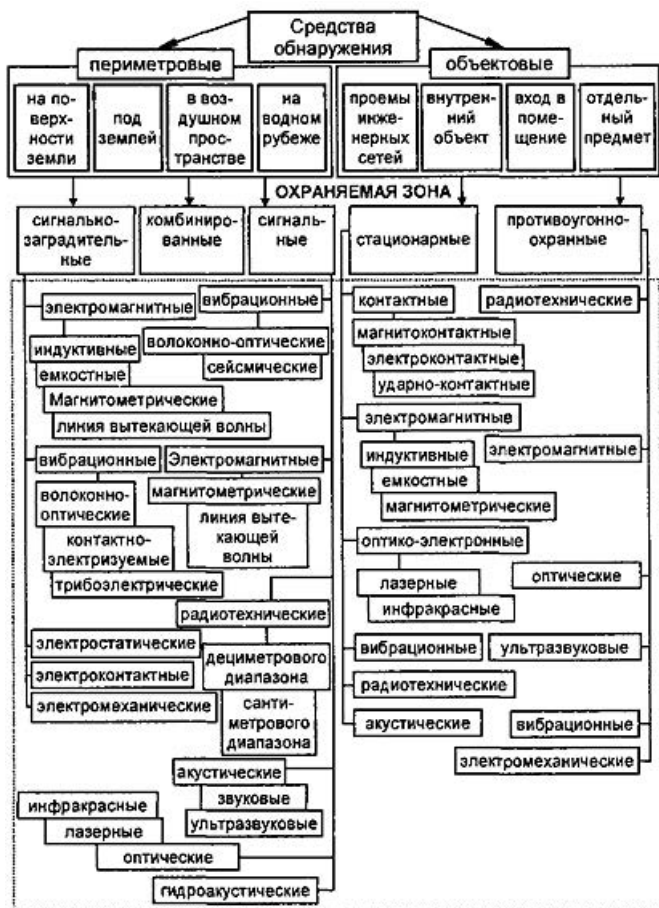 Средства
обнаружения
периметровые
объектовые
на по-
верх-
ности
земли
под
землей
в воз-
душном
прос-
транстве
на
водном
рубеже
проемы
инже-
нерных
сетей
внутрен-
ний
объект
вход в
поме-
щение
отдель-
ный
предмет
ОХРАНЯЕМАЯ ЗОНА
сигнально-
заградитель-
ные
комбиниро-
ванные
сигналь-
ные
стационарные
противоугонно-
охранные
электромагнитные
индуктивные
емкостные
Магнитометрические
линия вытекающей волны
вибрационные
волоконно-
оптические
контактно-
электризуемые
трибоэлектрические
электростатические
электроконтактные
электромеханические
вибрационные
волоконно-оптические
сейсмические
Электромагнитные
магнитометрические
линия выте-
кающей
волны
радиотехнические
дециметрового
диапазона
санти-
метрового
диапазона
акустические
звуковые
ультразвуковые
инфракрасные
лазерные
оптические
гидроакустические
контактные
магнитоконтактные
электроконтактные
ударно-контактные
электромагнитные
индуктивные
емкостные
магнитометрические
оптико-электронные
лазерные
инфракрасные
вибрационные
радиотехнические
акустические
радиотехнические
электромагнитные
оптические
ультразвуковые
вибрационные
электромеханические